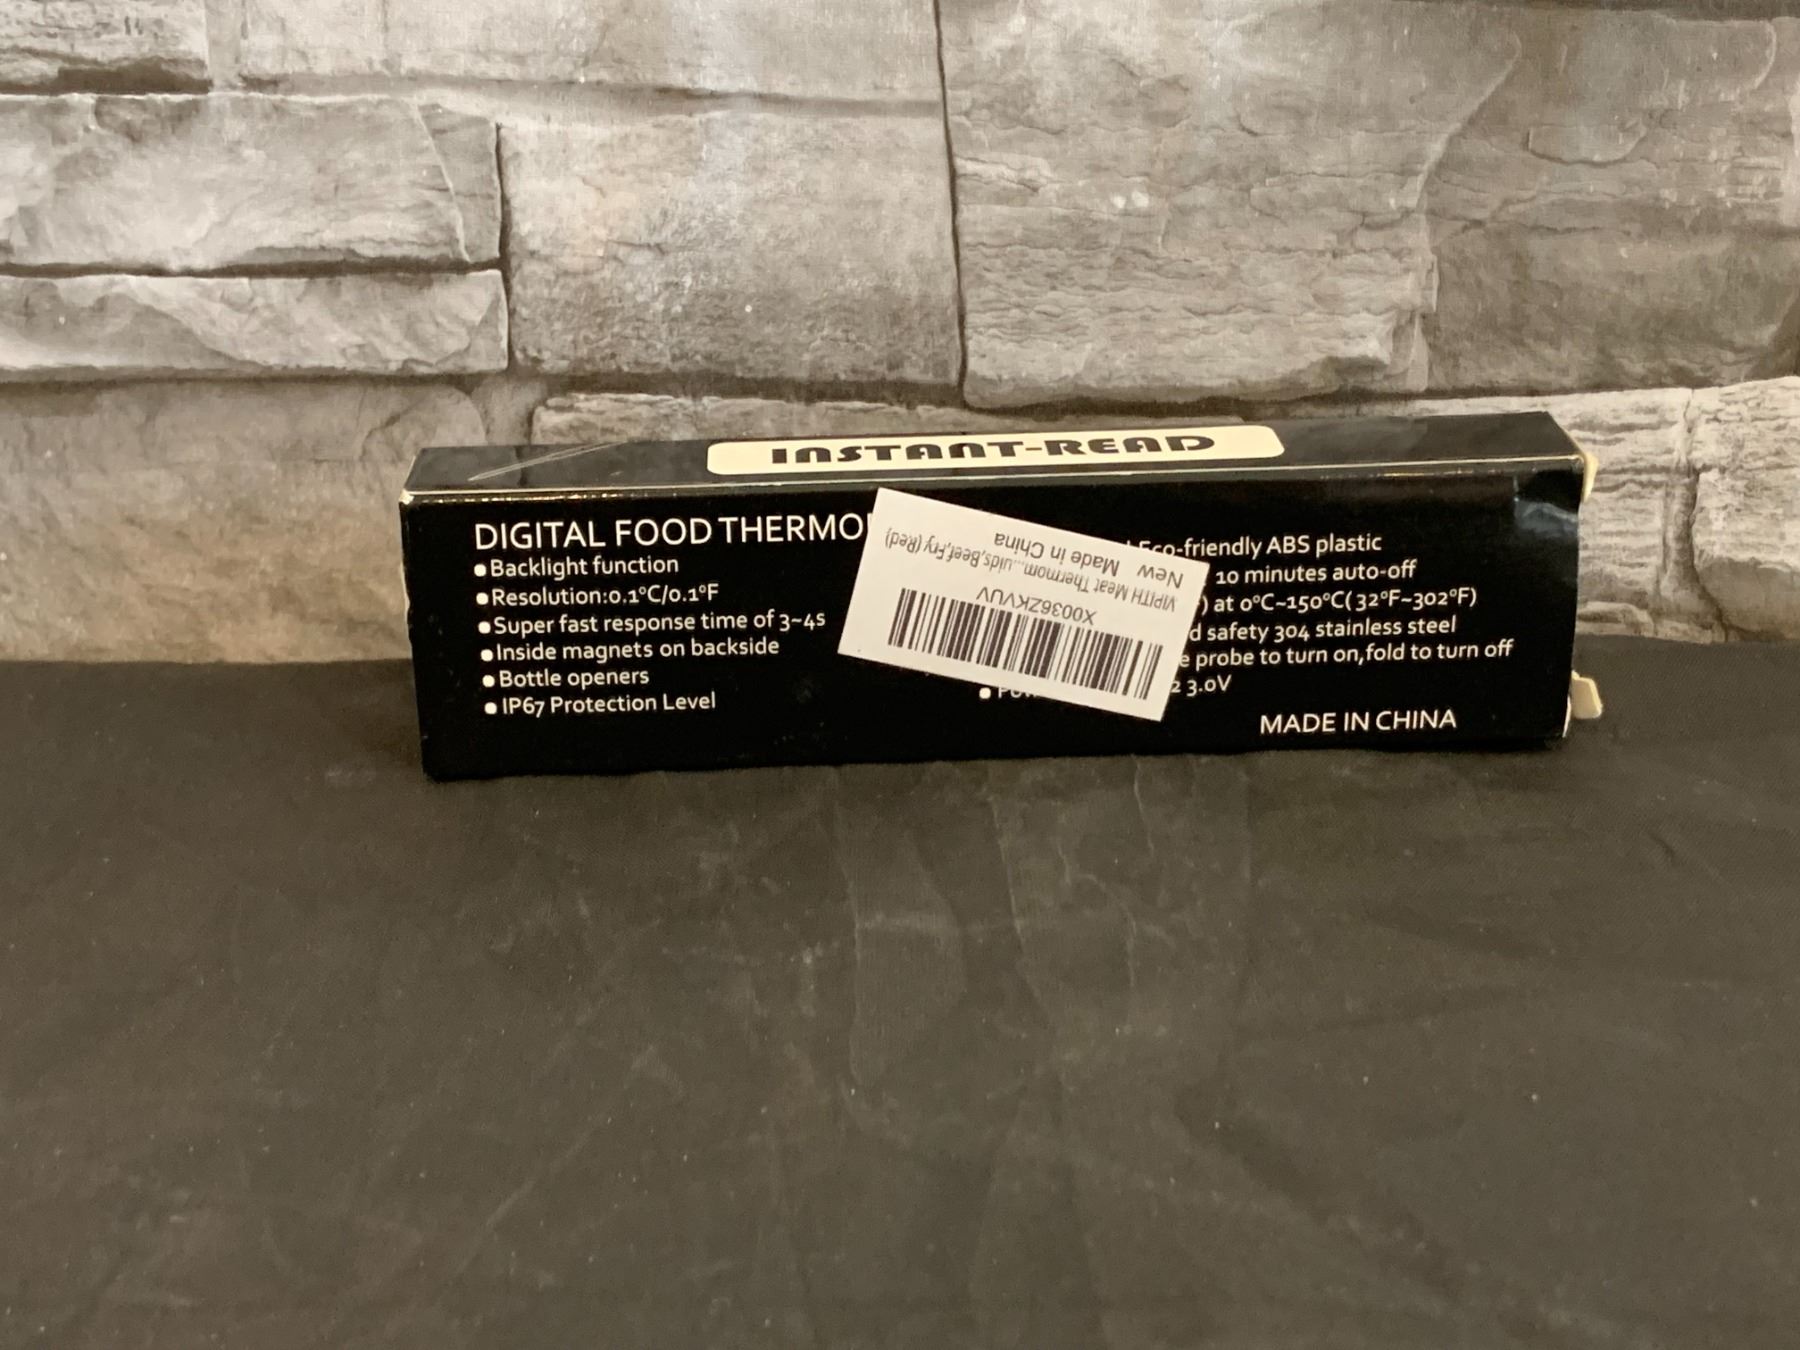 INSTANT-READ
DIGITAL FOOD THERMO
●Backlight function
●Resolution:0.1°C/0.1°F
●Super fast response time of 3~4s
●Inside magnets on backside
●Bottle openers
●IP67 Protection Level
Eco-friendly ABS plastic
10 minutes auto-off
) at 0°C~150°C(32°F~302°F)
d safety 304 stainless steel
e probe to turn on,fold to turn off
● 2 3.0V
MADE IN CHINA
X0036ZKVUV
VIPITH Meat Thermom...uids,Beef,Fry (Red)
New Made in China